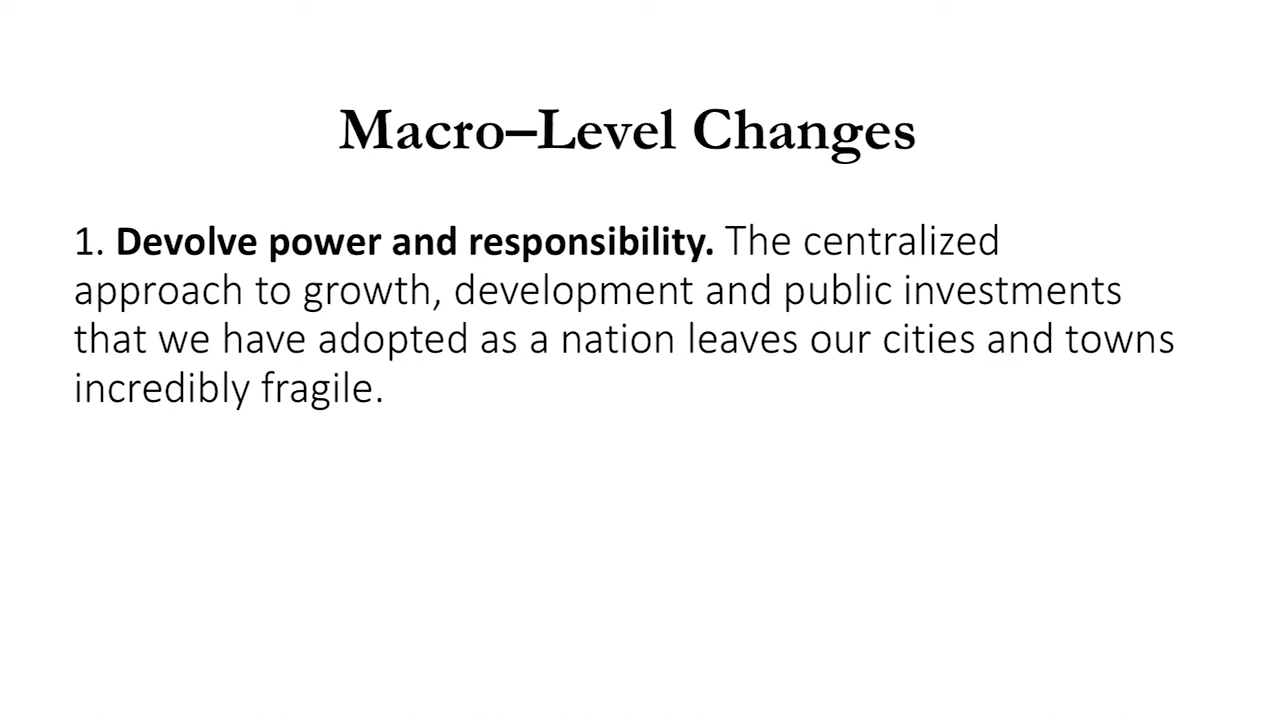 Macro–Level Changes
1. Devolve power and responsibility. The centralized
approach to growth, development and public investments
that we have adopted as a nation leaves our cities and towns
incredibly fragile.